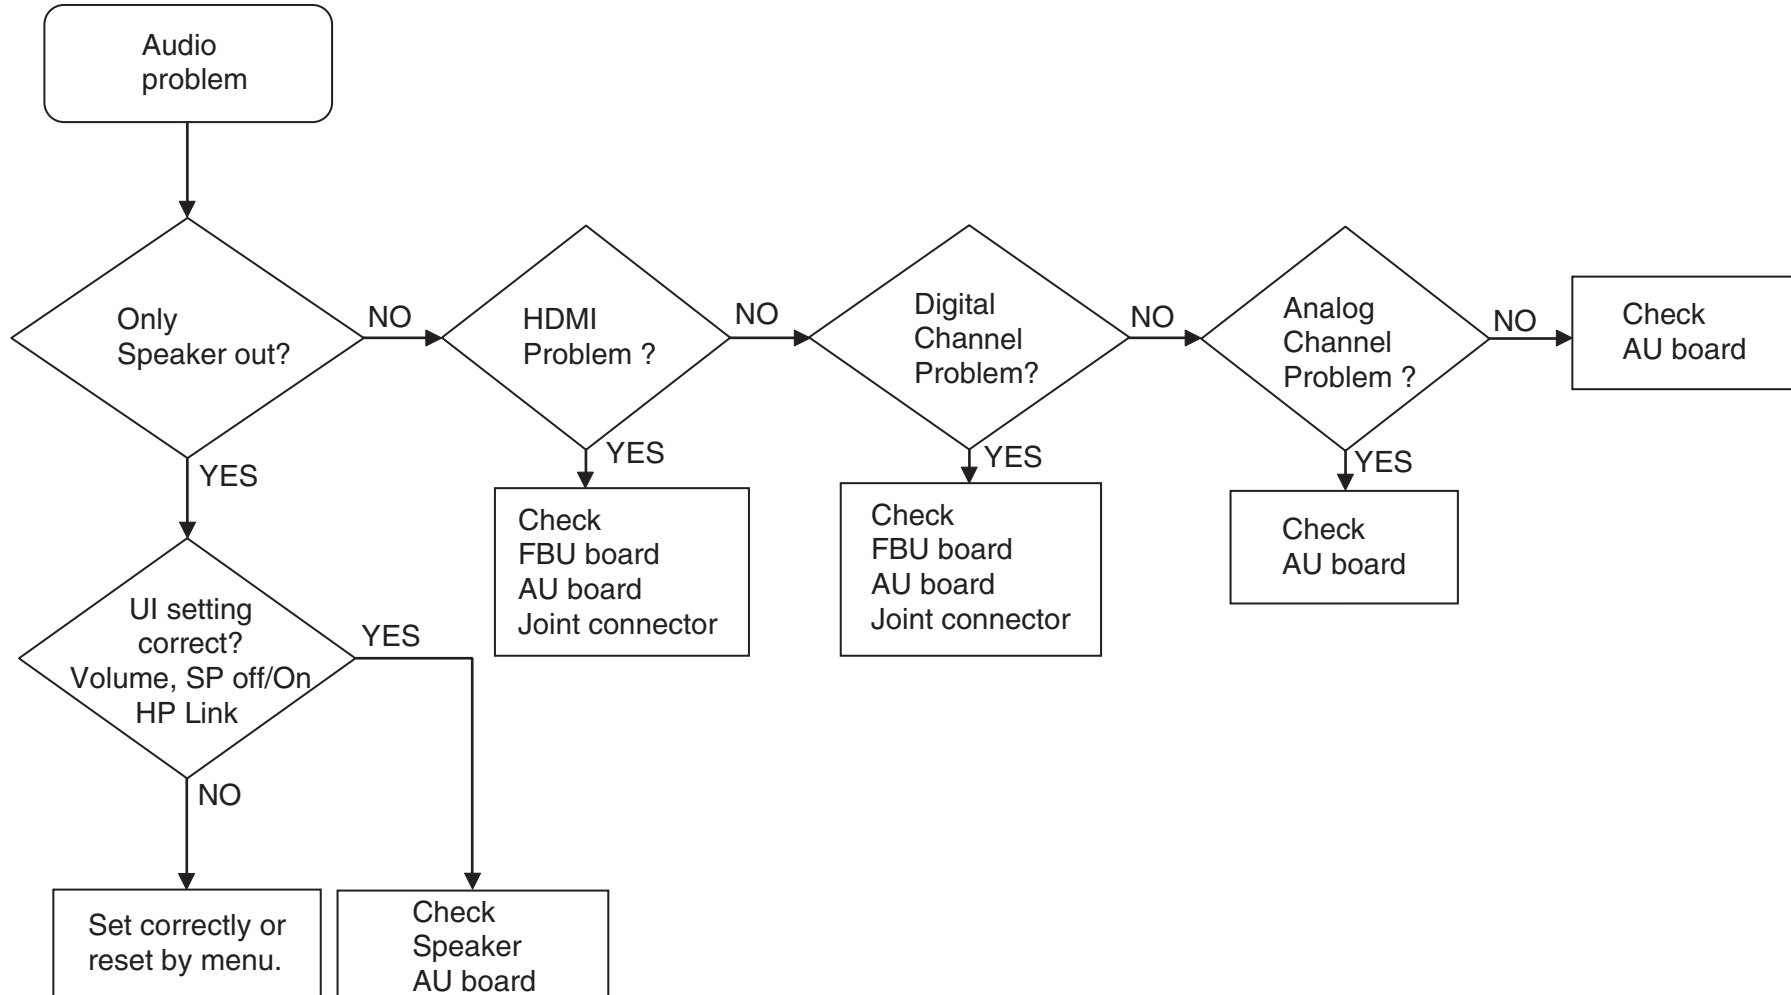 Audio
problem
Only
Speaker out?
NO
HDMI
Problem ?
NO
Digital
Channel
Problem?
NO
Analog
Channel
Problem ?
NO
Check
AU board
YES
YES
YES
YES
Check
FBU board
AU board
Joint connector
Check
FBU board
AU board
Joint connector
Check
AU board
UI setting
correct?
Volume, SP off/On
HP Link
YES
NO
Set correctly or
reset by menu.
Check
Speaker
AU board